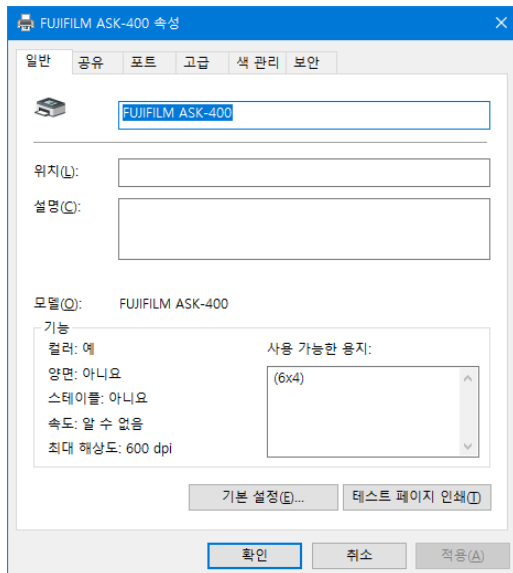 FUJIFILM ASK-400 속성
일반 공유 포트 고급 색 관리 보안
FUJIFILM ASK-400
위치(L):
설명(C):
모델(O): FUJIFILM ASK-400
기능
컬러: 예
사용 가능한 용지:
양면: 아니요
(6x4)
스테이플: 아니요
속도: 알 수 없음
최대 해상도: 600 dpi
기본 설정(E)...
테스트 페이지 인쇄(T)
확인 취소 적용(A)